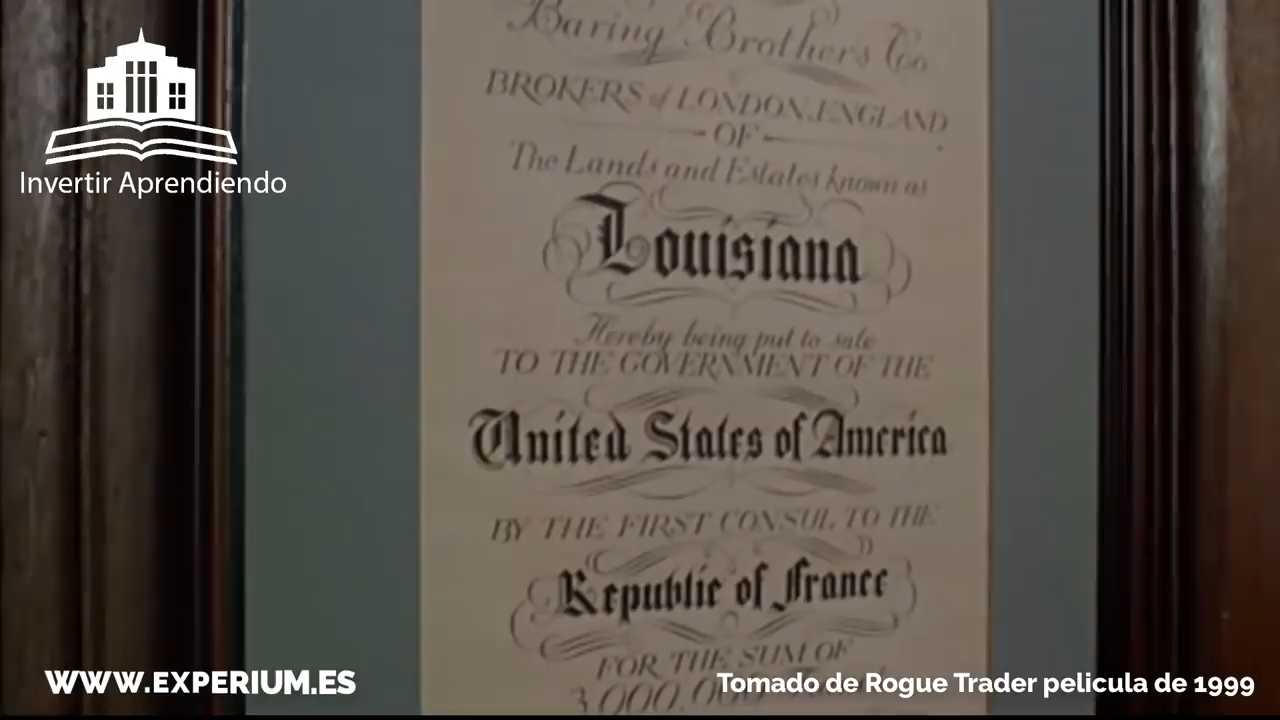 Baring Brothers Co
BROKERS of LONDON, ENGLAND
OF
The Lands and Estates known as
Louisiana
Hereby being put to sale
TO THE GOVERNMENT OF THE
United States of America
BY THE FIRST CONSUL TO THE
Republic of France
FOR THE SUM OF
Invertir Aprendiendo
WWW.EXPERIUM.ES
Tomado de Rogue Trader pelicula de 1999